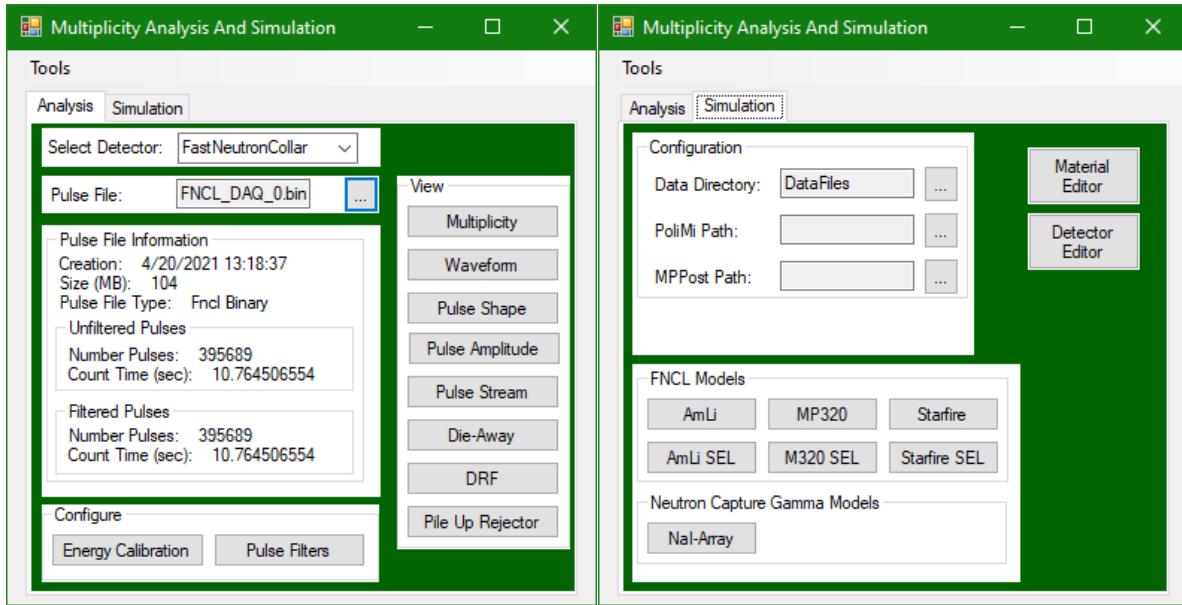 Multiplicity Analysis And Simulation
Tools
Analysis
Simulation
Select Detector:
FastNeutronCollar
Pulse File:
FNCL_DAQ_0.bin
...
Pulse File Information
Creation: 4/20/2021 13:18:37
Size (MB): 104
Pulse File Type: Fncl Binary
Unfiltered Pulses
Number Pulses: 395689
Count Time (sec): 10.764506554
Filtered Pulses
Number Pulses: 395689
Count Time (sec): 10.764506554
Configure
Energy Calibration
Pulse Filters
View
Multiplicity
Waveform
Pulse Shape
Pulse Amplitude
Pulse Stream
Die-Away
DRF
Pile Up Rejector
Multiplicity Analysis And Simulation
Tools
Analysis
Simulation
Configuration
Data Directory:
DataFiles
...
PoliMi Path:
...
MPPost Path:
...
Material
Editor
Detector
Editor
FNCL Models
AmLi
MP320
Starfire
AmLi SEL
M320 SEL
Starfire SEL
Neutron Capture Gamma Models
NaI-Array